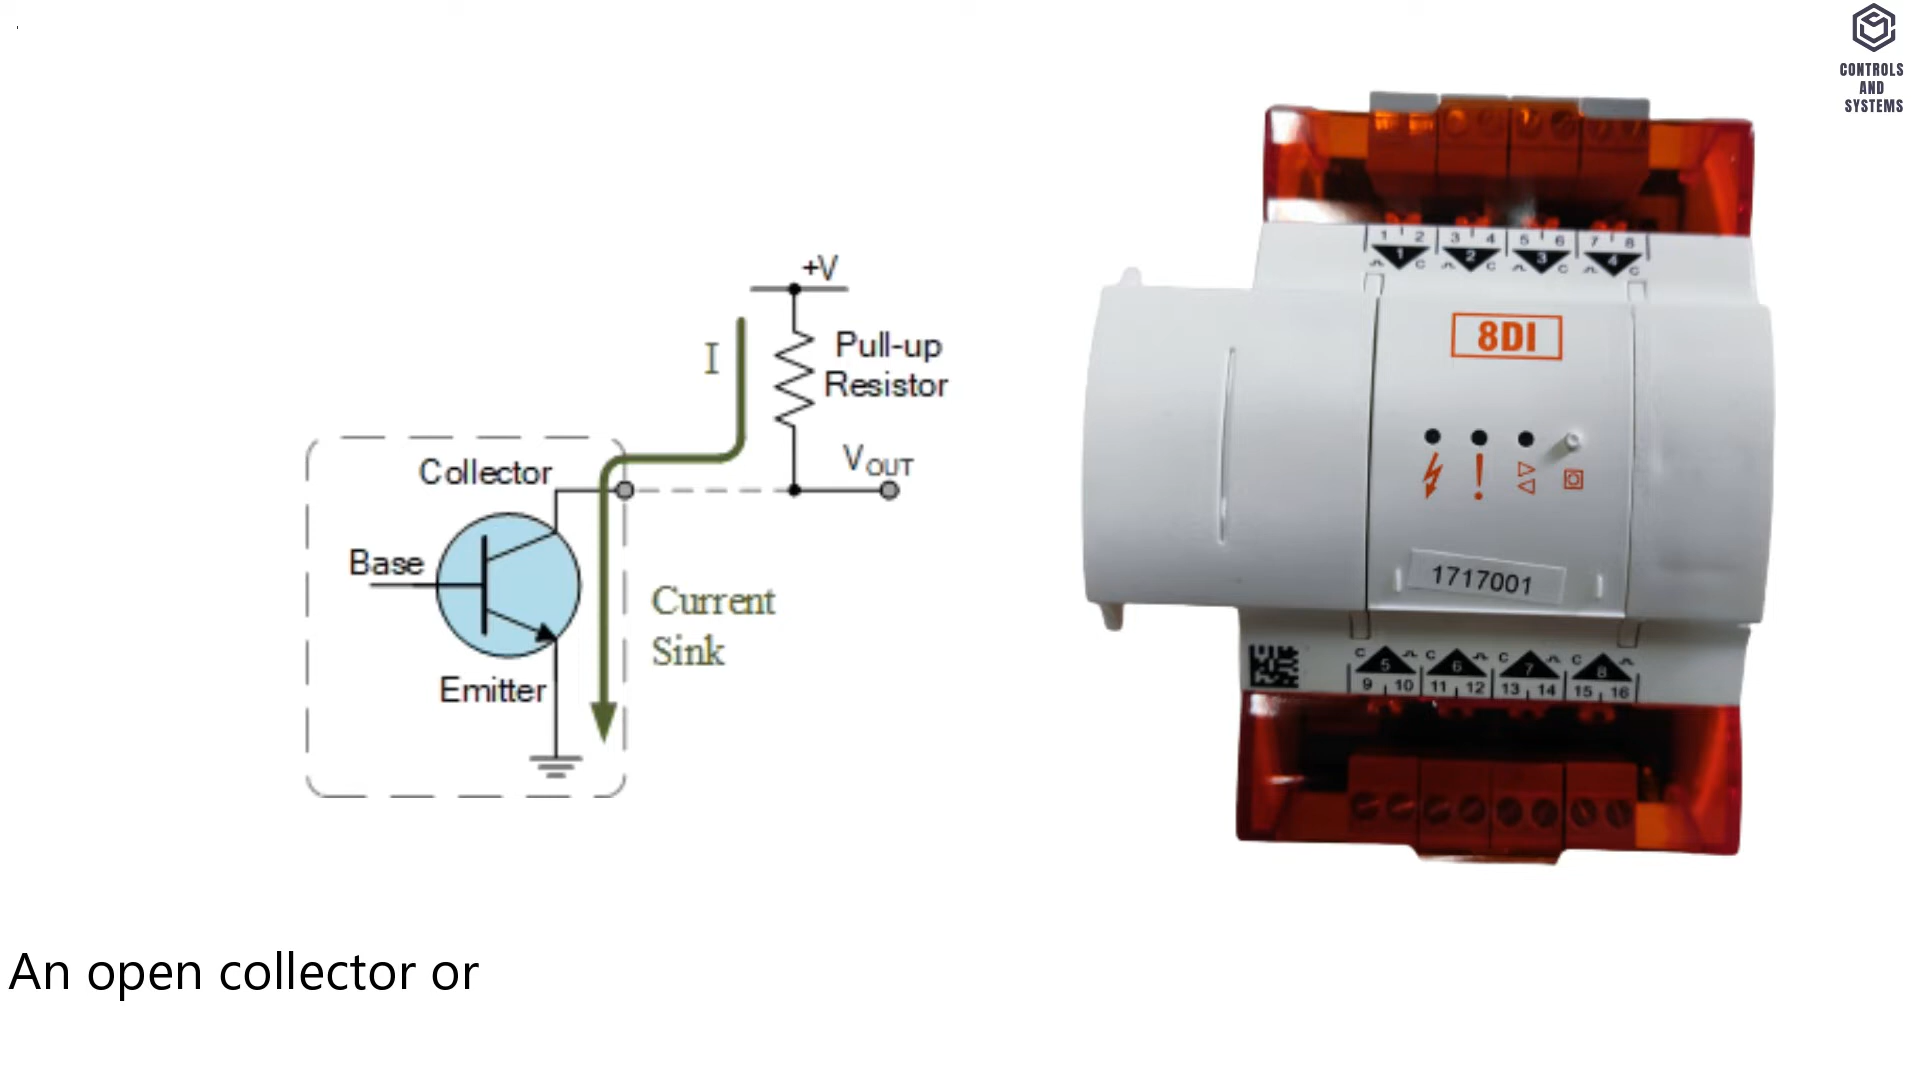 CONTROLS
AND
SYSTEMS
+V
I
Pull-up
Resistor
VOUT
Collector
Base
Emitter
Current
Sink
1 2 3 4 5 6 7 8
1 2 3 4
C C C C
8DI
!
1717001
C C C C
5 6 7 8
9 10 11 12 13 14 15 16
An open collector or